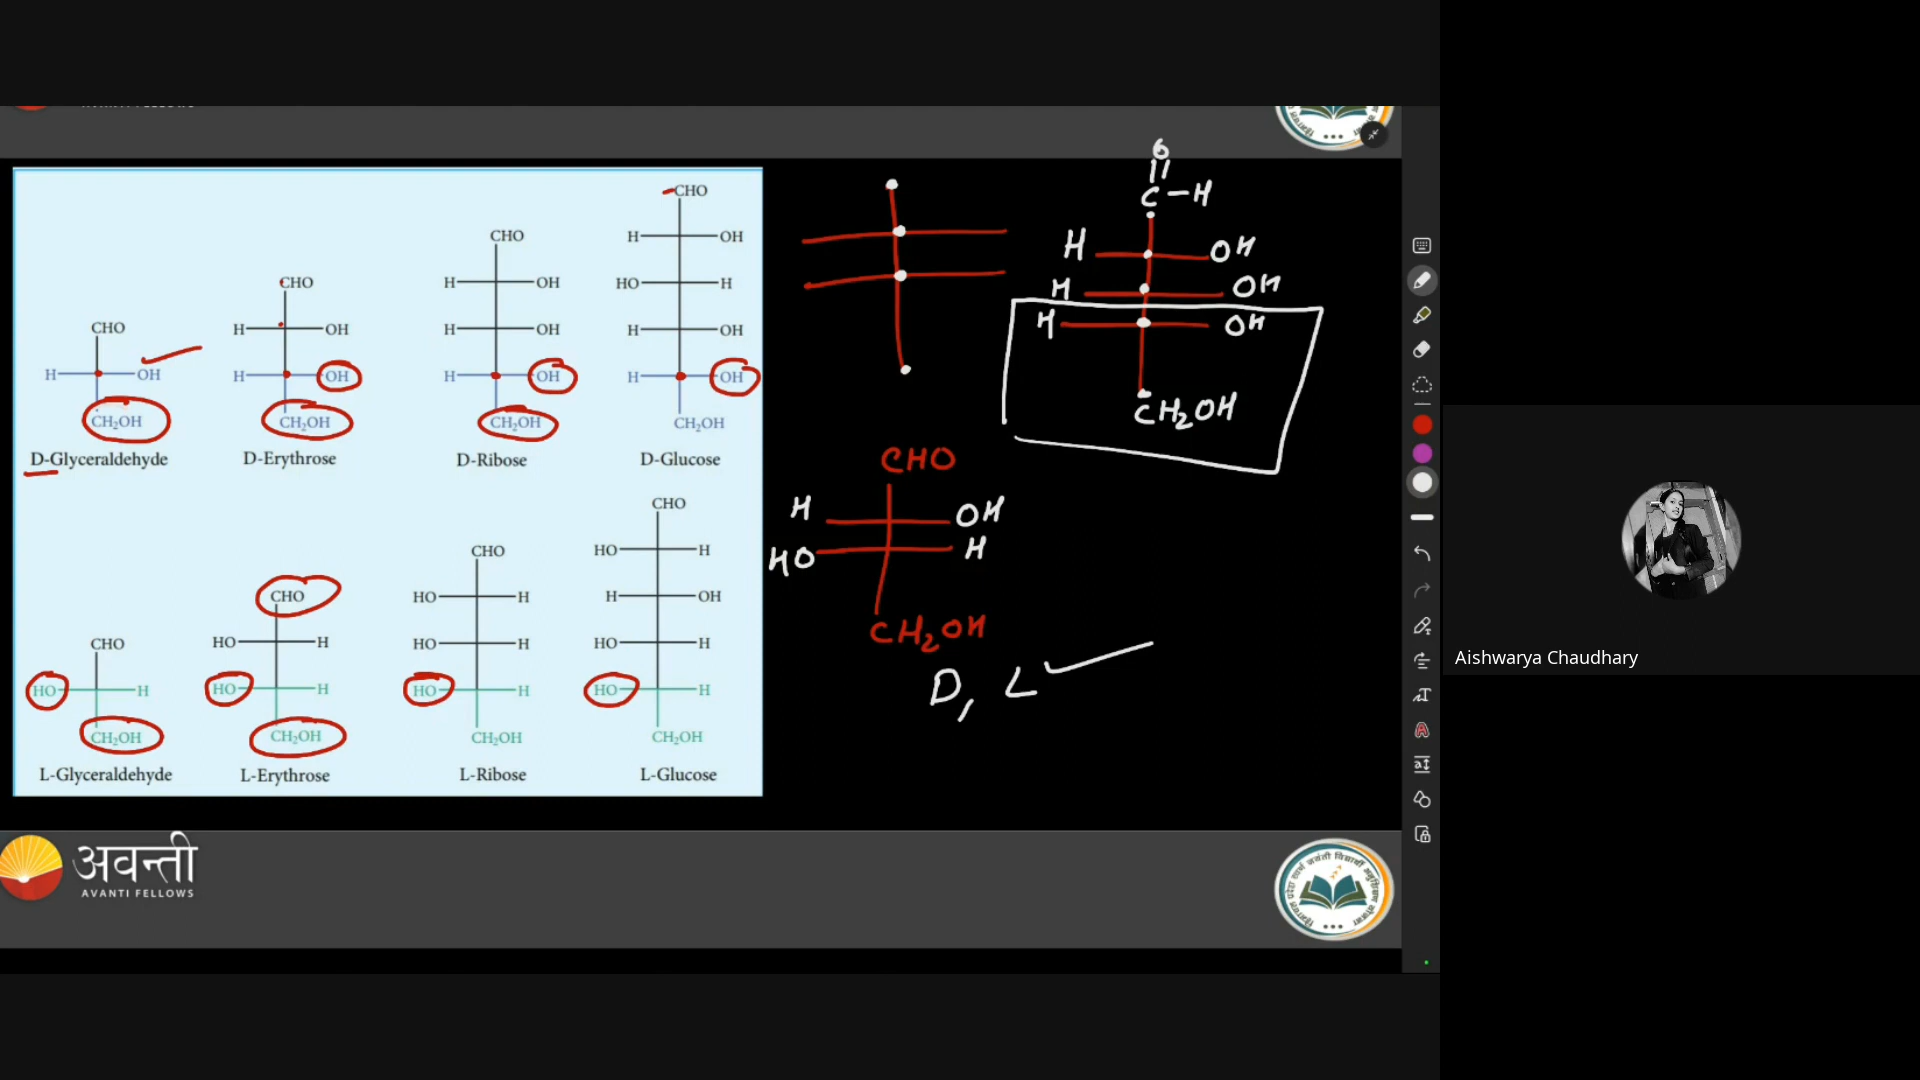 CHO
H OH
CH₂OH
D-Glyceraldehyde
CHO
H OH
H OH
CH₂OH
D-Erythrose
CHO
H OH
H OH
H OH
CH₂OH
D-Ribose
CHO
H OH
HO H
H OH
H OH
CH₂OH
D-Glucose
CHO
HO H
CH₂OH
L-Glyceraldehyde
CHO
HO H
HO H
CH₂OH
L-Erythrose
CHO
HO H
HO H
HO H
CH₂OH
L-Ribose
CHO
HO H
H OH
HO H
HO H
CH₂OH
L-Glucose
O
C-H
H OH
H OH
H OH
CH₂OH
CHO
H OH
HO H
CH₂OH
D, L
Aishwarya Chaudhary
अवन्ती
AVANTI FELLOWS